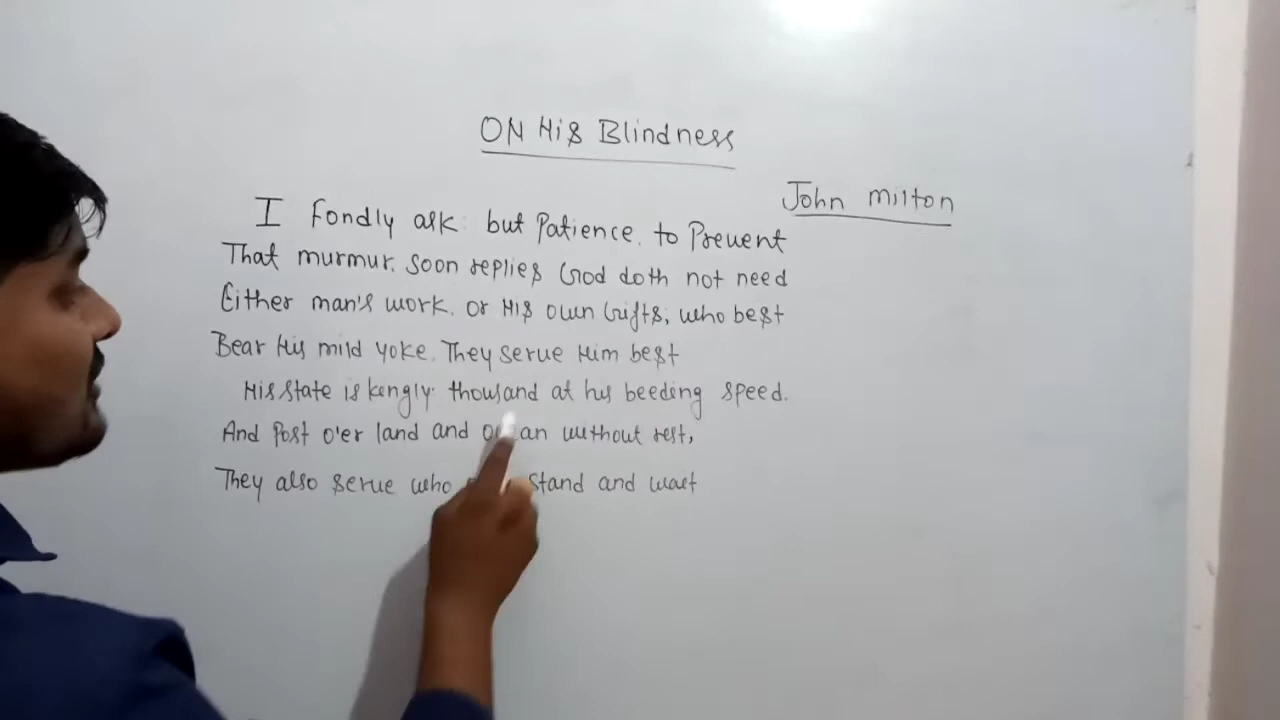 ON His Blindness
John Milton
I Fondly ask: but Patience. to Prevent
That murmur. Soon replies God doth not need
Either man's work. or His own Gifts; who best
Bear His mild yoke. They serve Him best
His state is kengly: thousand at his beeding speed.
And Post o'er land and an without rest,
They also serve who stand and wait